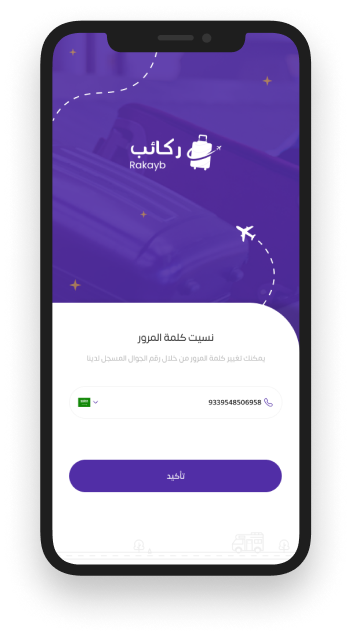 ركائب
Rakayb
نسيت كلمة المرور
يمكنك تغيير كلمة المرور من خلال رقم الجوال المسجل لدينا
9339548506958
تأكيد